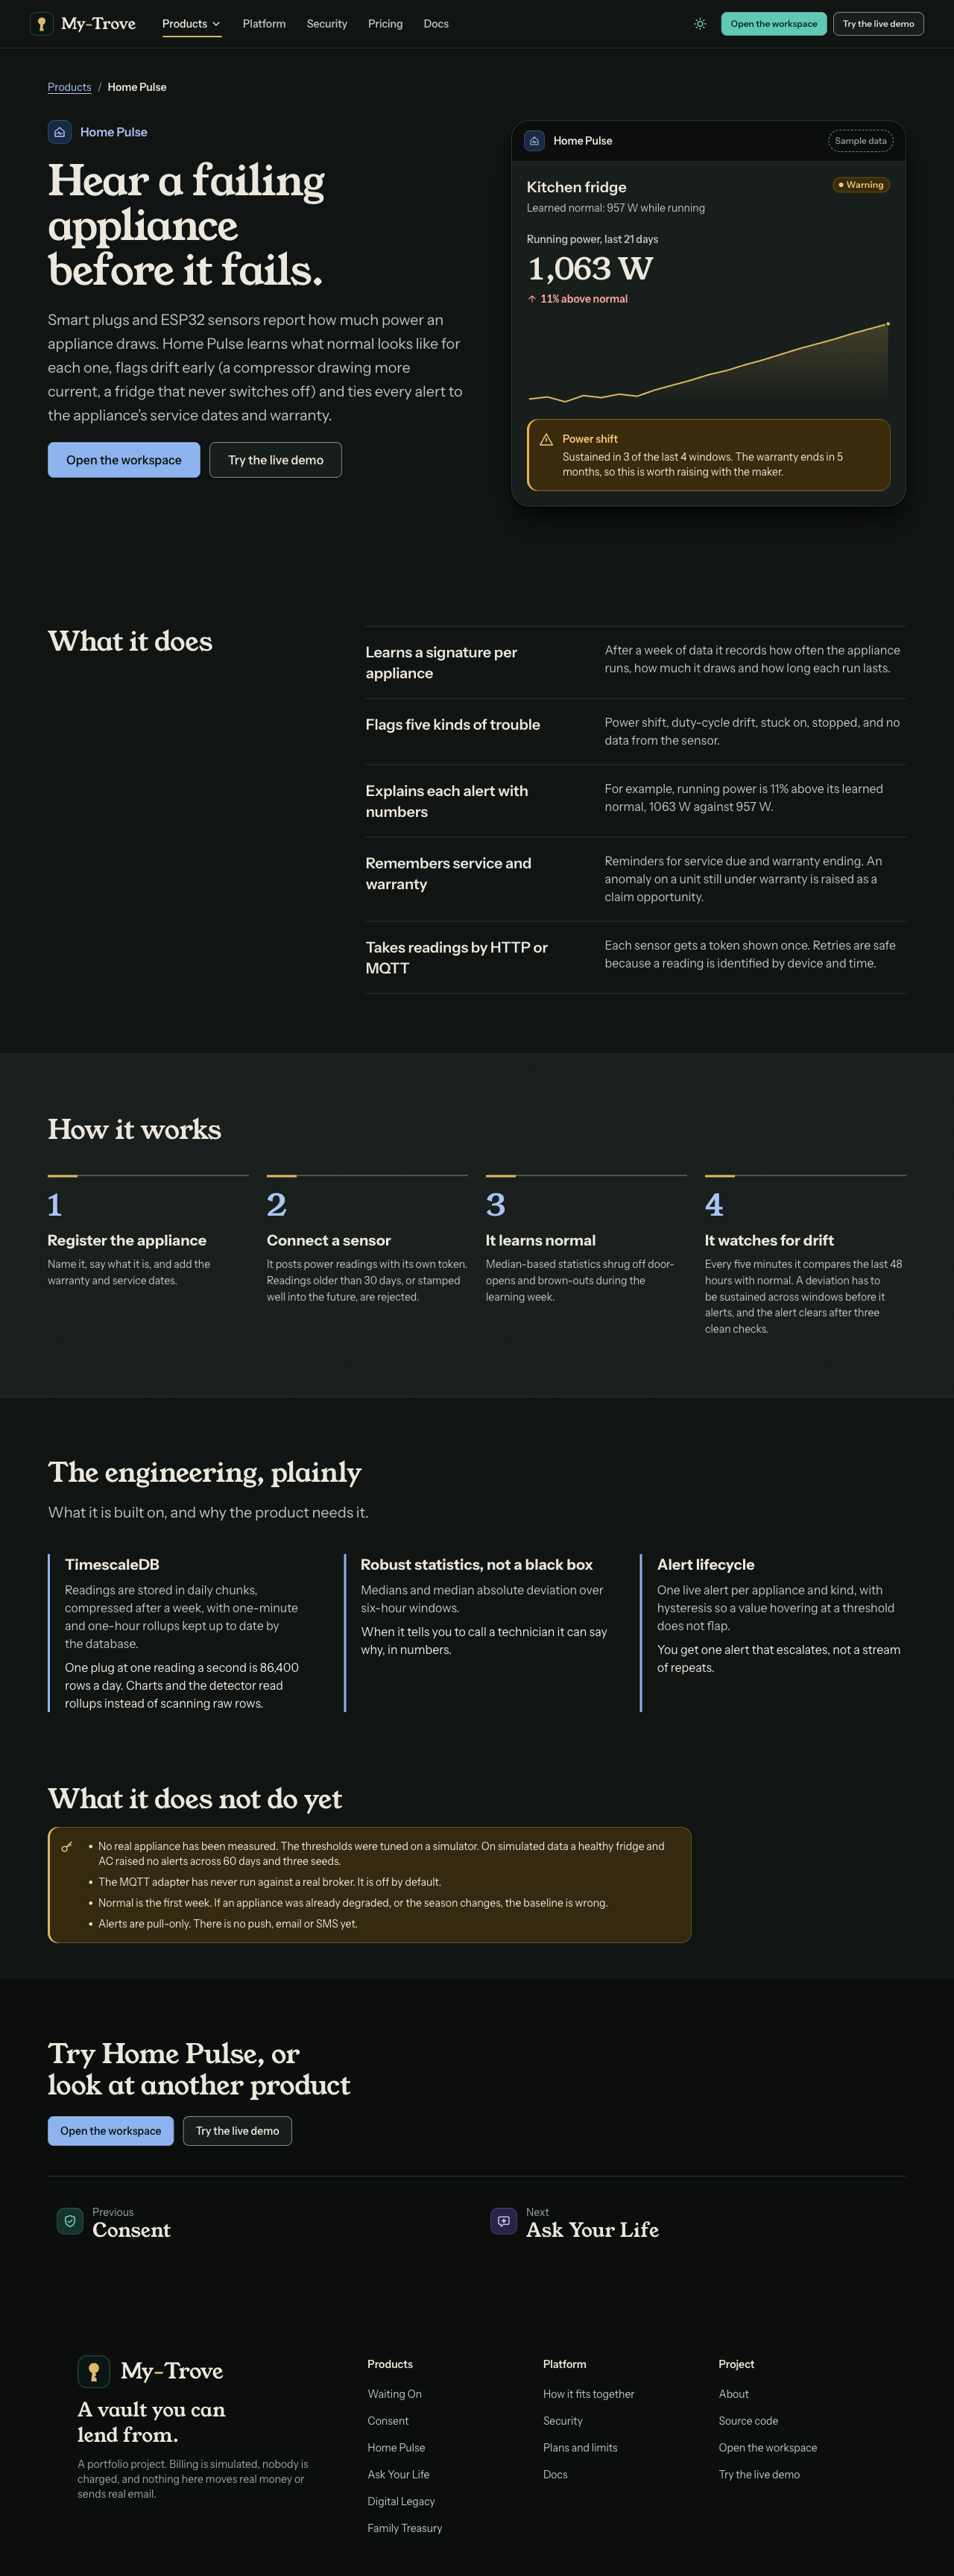 My-Trove
Products
Platform
Security
Pricing
Docs
Open the workspace
Try the live demo
Products / Home Pulse
Home Pulse
Hear a failing
appliance
before it fails.
Smart plugs and ESP32 sensors report how much power an
appliance draws. Home Pulse learns what normal looks like for
each one, flags drift early (a compressor drawing more
current, a fridge that never switches off) and ties every alert to
the appliance’s service dates and warranty.
Open the workspace
Try the live demo
Home Pulse
Sample data
Kitchen fridge
Warning
Learned normal: 957 W while running
Running power, last 21 days
1,063 W
↑ 11% above normal
Power shift
Sustained in 3 of the last 4 windows. The warranty ends in 5
months, so this is worth raising with the maker.
What it does
Learns a signature per
appliance
After a week of data it records how often the appliance
runs, how much it draws and how long each run lasts.
Flags five kinds of trouble
Power shift, duty-cycle drift, stuck on, stopped, and no
data from the sensor.
Explains each alert with
numbers
For example, running power is 11% above its learned
normal, 1063 W against 957 W.
Remembers service and
warranty
Reminders for service due and warranty ending. An
anomaly on a unit still under warranty is raised as a
claim opportunity.
Takes readings by HTTP or
MQTT
Each sensor gets a token shown once. Retries are safe
because a reading is identified by device and time.
How it works
1
Register the appliance
Name it, say what it is, and add the
warranty and service dates.
2
Connect a sensor
It posts power readings with its own token.
Readings older than 30 days, or stamped
well into the future, are rejected.
3
It learns normal
Median-based statistics shrug off door-
opens and brown-outs during the
learning week.
4
It watches for drift
Every five minutes it compares the last 48
hours with normal. A deviation has to
be sustained across windows before it
alerts, and the alert clears after three
clean checks.
The engineering, plainly
What it is built on, and why the product needs it.
TimescaleDB
Readings are stored in daily chunks,
compressed after a week, with one-minute
and one-hour rollups kept up to date by
the database.
One plug at one reading a second is 86,400
rows a day. Charts and the detector read
rollups instead of scanning raw rows.
Robust statistics, not a black box
Medians and median absolute deviation over
six-hour windows.
When it tells you to call a technician it can say
why, in numbers.
Alert lifecycle
One live alert per appliance and kind, with
hysteresis so a value hovering at a threshold
does not flap.
You get one alert that escalates, not a stream
of repeats.
What it does not do yet
• No real appliance has been measured. The thresholds were tuned on a simulator. On simulated data a healthy fridge and
AC raised no alerts across 60 days and three seeds.
• The MQTT adapter has never run against a real broker. It is off by default.
• Normal is the first week. If an appliance was already degraded, or the season changes, the baseline is wrong.
• Alerts are pull-only. There is no push, email or SMS yet.
Try Home Pulse, or
look at another product
Open the workspace
Try the live demo
Previous
Consent
Next
Ask Your Life
My-Trove
A vault you can
lend from.
A portfolio project. Billing is simulated, nobody is
charged, and nothing here moves real money or
sends real email.
Products
Waiting On
Consent
Home Pulse
Ask Your Life
Digital Legacy
Family Treasury
Platform
How it fits together
Security
Plans and limits
Docs
Project
About
Source code
Open the workspace
Try the live demo